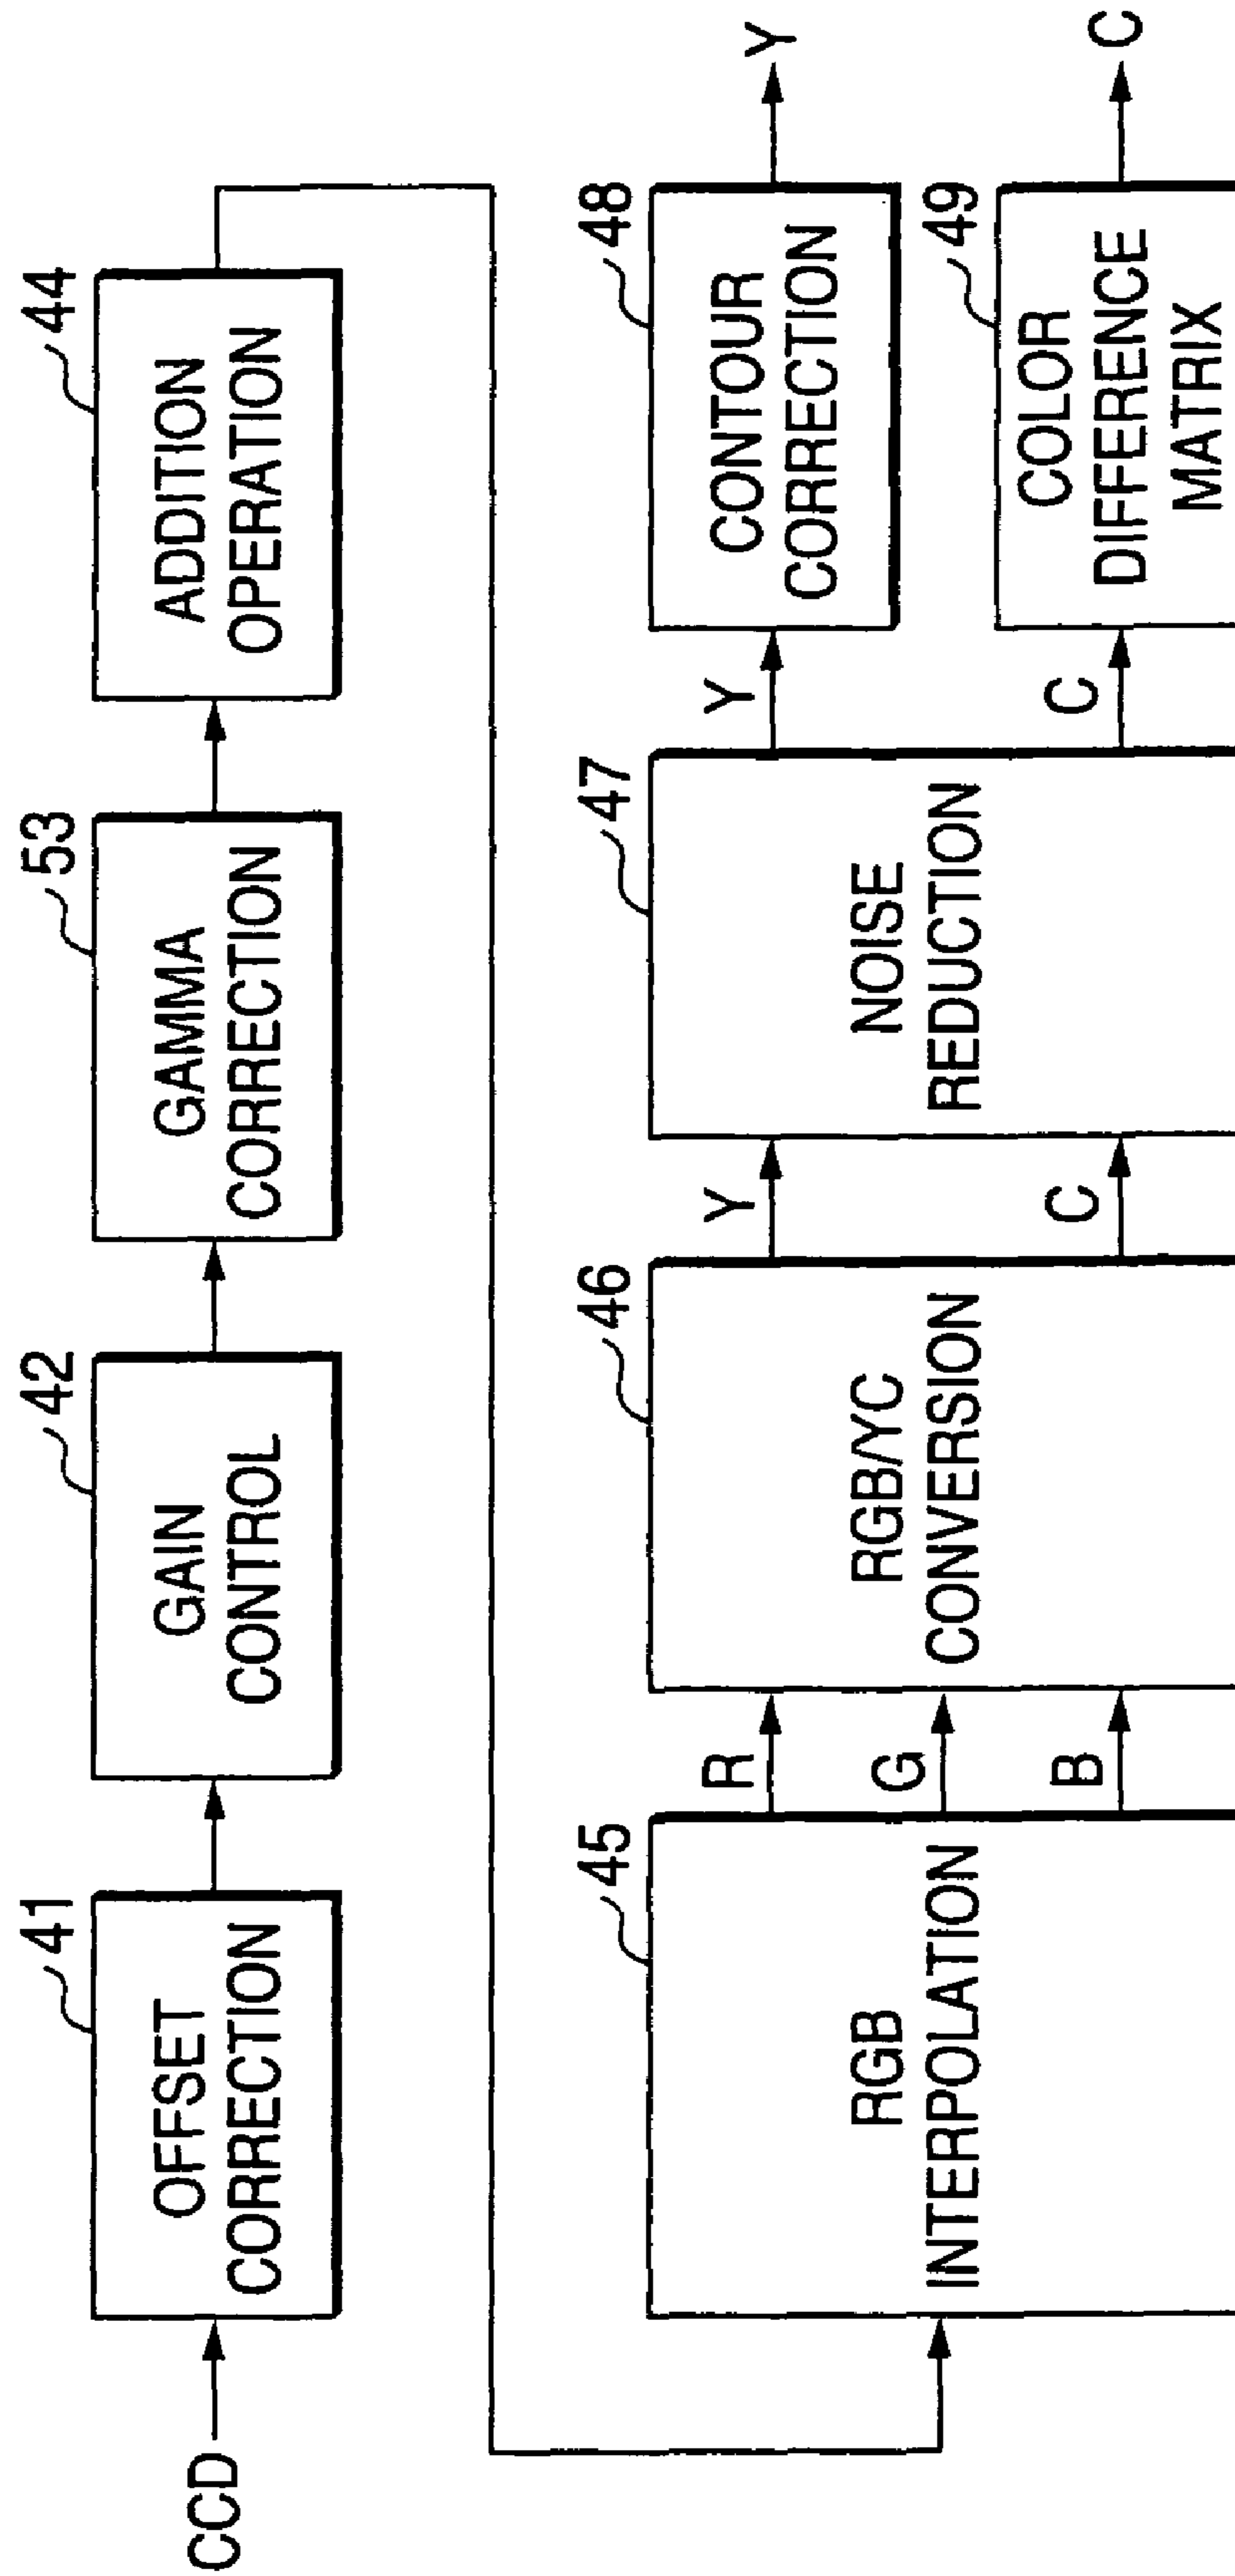 CCD
41
OFFSET
CORRECTION
42
GAIN
CONTROL
53
GAMMA
CORRECTION
44
ADDITION
OPERATION
45
RGB
INTERPOLATION
R
G
B
46
RGB/YC
CONVERSION
Y
C
47
NOISE
REDUCTION
Y
C
48
CONTOUR
CORRECTION
Y
49
COLOR
DIFFERENCE
MATRIX
C